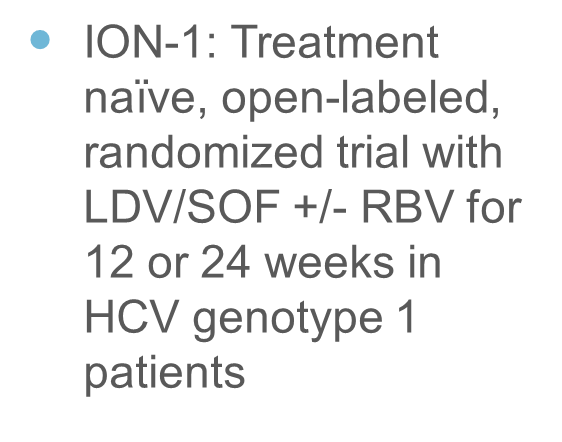 ION-1: Treatment
naïve, open-labeled,
randomized trial with
LDV/SOF +/- RBV for
12 or 24 weeks in
HCV genotype 1
patients